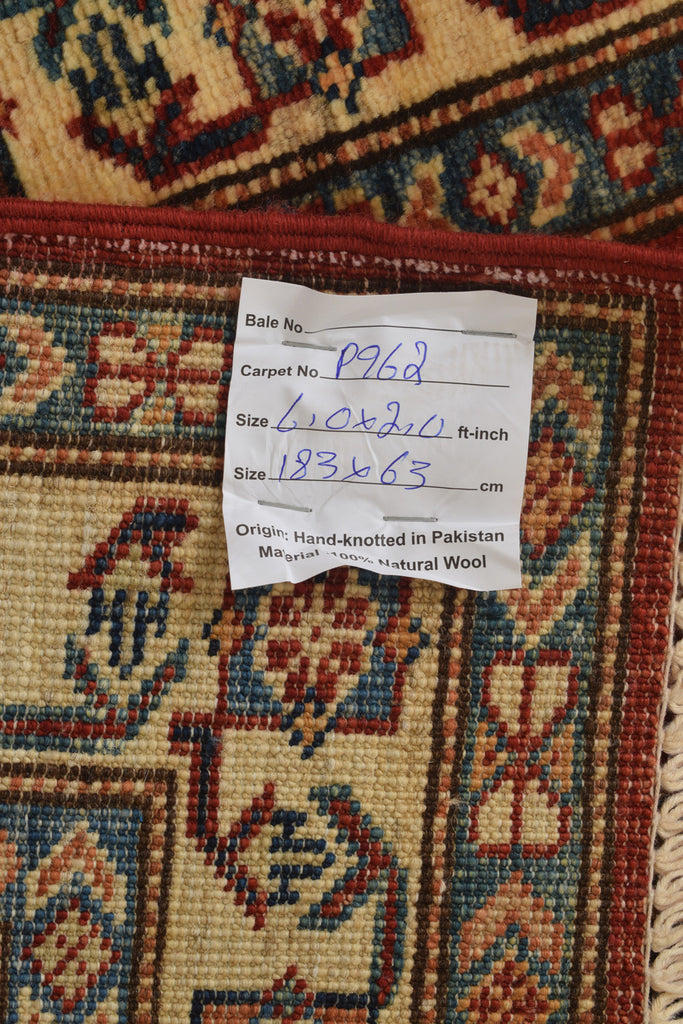 Bale No.
Carpet No. P962
Size 6,0x2,0 ft-inch
Size 183x63 cm
Origin: Hand-knotted in Pakistan
Material :100% Natural Wool